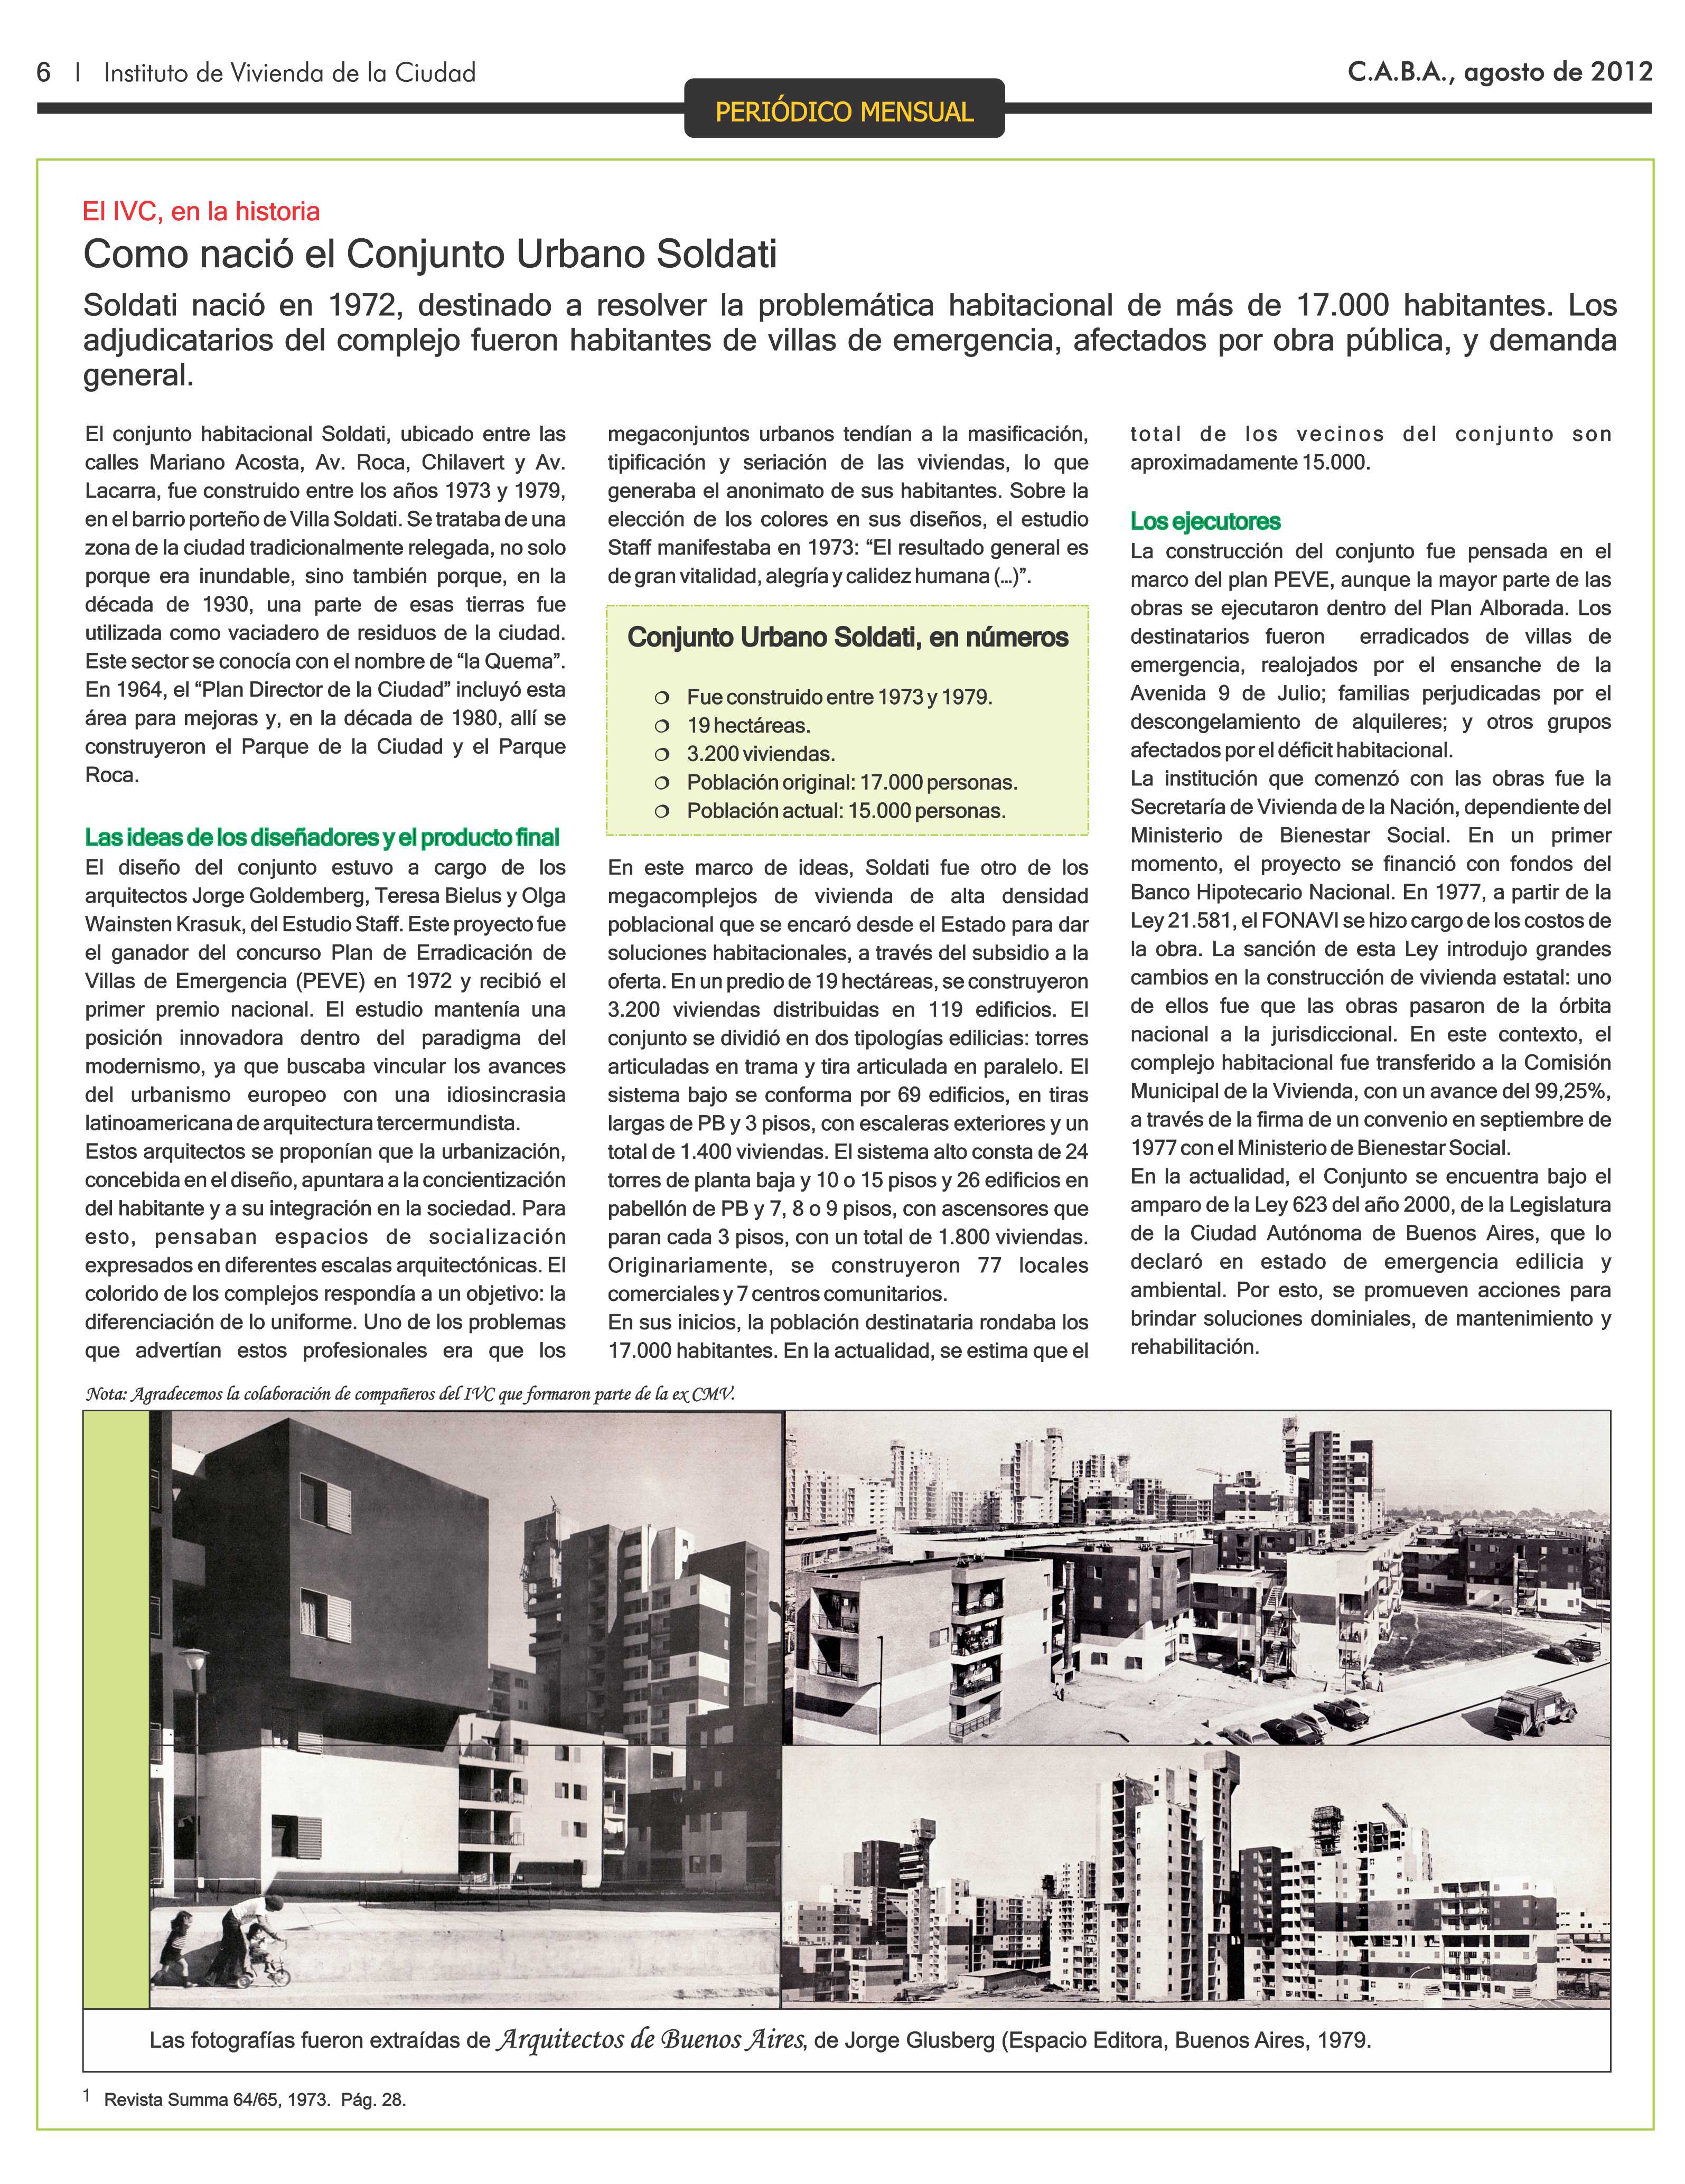 6 | Instituto de Vivienda de la Ciudad
C.A.B.A., agosto de 2012
PERIÓDICO MENSUAL
El IVC, en la historia
Como nació el Conjunto Urbano Soldati
Soldati nació en 1972, destinado a resolver la problemática habitacional de más de 17.000 habitantes. Los
adjudicatarios del complejo fueron habitantes de villas de emergencia, afectados por obra pública, y demanda
general.
El conjunto habitacional Soldati, ubicado entre las
calles Mariano Acosta, Av. Roca, Chilavert y Av.
Lacarra, fue construido entre los años 1973 y 1979,
en el barrio porteño de Villa Soldati. Se trataba de una
zona de la ciudad tradicionalmente relegada, no solo
porque era inundable, sino también porque, en la
década de 1930, una parte de esas tierras fue
utilizada como vaciadero de residuos de la ciudad.
Este sector se conocía con el nombre de “la Quema”.
En 1964, el “Plan Director de la Ciudad” incluyó esta
área para mejoras y, en la década de 1980, allí se
construyeron el Parque de la Ciudad y el Parque
Roca.
Las ideas de los diseñadores y el producto final
El diseño del conjunto estuvo a cargo de los
arquitectos Jorge Goldemberg, Teresa Bielus y Olga
Wainsten Krasuk, del Estudio Staff. Este proyecto fue
el ganador del concurso Plan de Erradicación de
Villas de Emergencia (PEVE) en 1972 y recibió el
primer premio nacional. El estudio mantenía una
posición innovadora dentro del paradigma del
modernismo, ya que buscaba vincular los avances
del urbanismo europeo con una idiosincrasia
latinoamericana de arquitectura tercermundista.
Estos arquitectos se proponían que la urbanización,
concebida en el diseño, apuntara a la concientización
del habitante y a su integración en la sociedad. Para
esto, pensaban espacios de socialización
expresados en diferentes escalas arquitectónicas. El
colorido de los complejos respondía a un objetivo: la
diferenciación de lo uniforme. Uno de los problemas
que advertían estos profesionales era que los
megaconjuntos urbanos tendían a la masificación,
tipificación y seriación de las viviendas, lo que
generaba el anonimato de sus habitantes. Sobre la
elección de los colores en sus diseños, el estudio
Staff manifestaba en 1973: “El resultado general es
de gran vitalidad, alegría y calidez humana (...)”.
Conjunto Urbano Soldati, en números
❍ Fue construido entre 1973 y 1979.
❍ 19 hectáreas.
❍ 3.200 viviendas.
❍ Población original: 17.000 personas.
❍ Población actual: 15.000 personas.
En este marco de ideas, Soldati fue otro de los
megacomplejos de vivienda de alta densidad
poblacional que se encaró desde el Estado para dar
soluciones habitacionales, a través del subsidio a la
oferta. En un predio de 19 hectáreas, se construyeron
3.200 viviendas distribuidas en 119 edificios. El
conjunto se dividió en dos tipologías edilicias: torres
articuladas en trama y tira articulada en paralelo. El
sistema bajo se conforma por 69 edificios, en tiras
largas de PB y 3 pisos, con escaleras exteriores y un
total de 1.400 viviendas. El sistema alto consta de 24
torres de planta baja y 10 o 15 pisos y 26 edificios en
pabellón de PB y 7, 8 o 9 pisos, con ascensores que
paran cada 3 pisos, con un total de 1.800 viviendas.
Originariamente, se construyeron 77 locales
comerciales y 7 centros comunitarios.
En sus inicios, la población destinataria rondaba los
17.000 habitantes. En la actualidad, se estima que el
total de los vecinos del conjunto son
aproximadamente 15.000.
Los ejecutores
La construcción del conjunto fue pensada en el
marco del plan PEVE, aunque la mayor parte de las
obras se ejecutaron dentro del Plan Alborada. Los
destinatarios fueron erradicados de villas de
emergencia, realojados por el ensanche de la
Avenida 9 de Julio; familias perjudicadas por el
descongelamiento de alquileres; y otros grupos
afectados por el déficit habitacional.
La institución que comenzó con las obras fue la
Secretaría de Vivienda de la Nación, dependiente del
Ministerio de Bienestar Social. En un primer
momento, el proyecto se financió con fondos del
Banco Hipotecario Nacional. En 1977, a partir de la
Ley 21.581, el FONAVI se hizo cargo de los costos de
la obra. La sanción de esta Ley introdujo grandes
cambios en la construcción de vivienda estatal: uno
de ellos fue que las obras pasaron de la órbita
nacional a la jurisdiccional. En este contexto, el
complejo habitacional fue transferido a la Comisión
Municipal de la Vivienda, con un avance del 99,25%,
a través de la firma de un convenio en septiembre de
1977 con el Ministerio de Bienestar Social.
En la actualidad, el Conjunto se encuentra bajo el
amparo de la Ley 623 del año 2000, de la Legislatura
de la Ciudad Autónoma de Buenos Aires, que lo
declaró en estado de emergencia edilicia y
ambiental. Por esto, se promueven acciones para
brindar soluciones dominiales, de mantenimiento y
rehabilitación.
Nota: Agradecemos la colaboración de compañeros del IVC que formaron parte de la ex CMV.
Las fotografías fueron extraídas de Arquitectos de Buenos Aires, de Jorge Glusberg (Espacio Editora, Buenos Aires, 1979.
1 Revista Summa 64/65, 1973. Pág. 28.